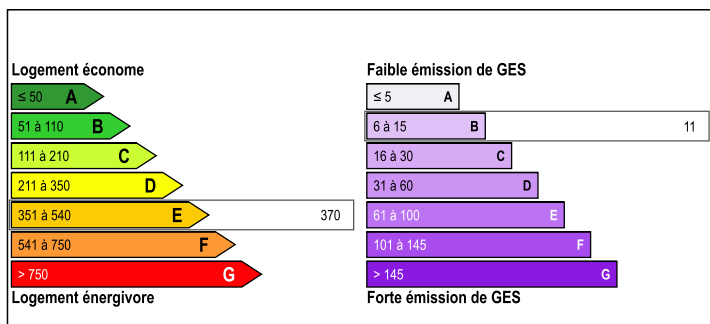 Logement économe
≤ 50 A
51 à 110 B
111 à 210 C
211 à 350 D
351 à 540 E 370
541 à 750 F
> 750 G
Logement énergivore
Faible émission de GES
≤ 5 A
6 à 15 B 11
16 à 30 C
31 à 60 D
61 à 100 E
101 à 145 F
> 145 G
Forte émission de GES